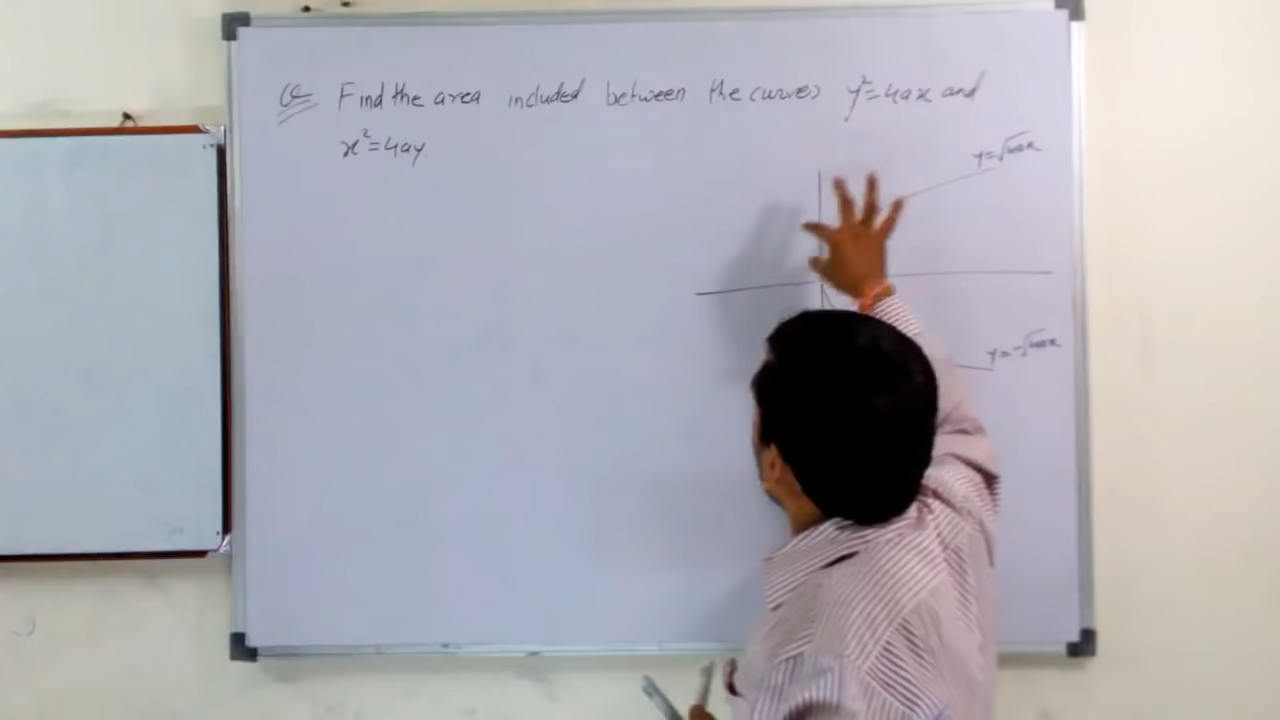 Q Find the area included between the curves y²=4ax and
x²=4ay.
y=√4ax
y=-√4ax